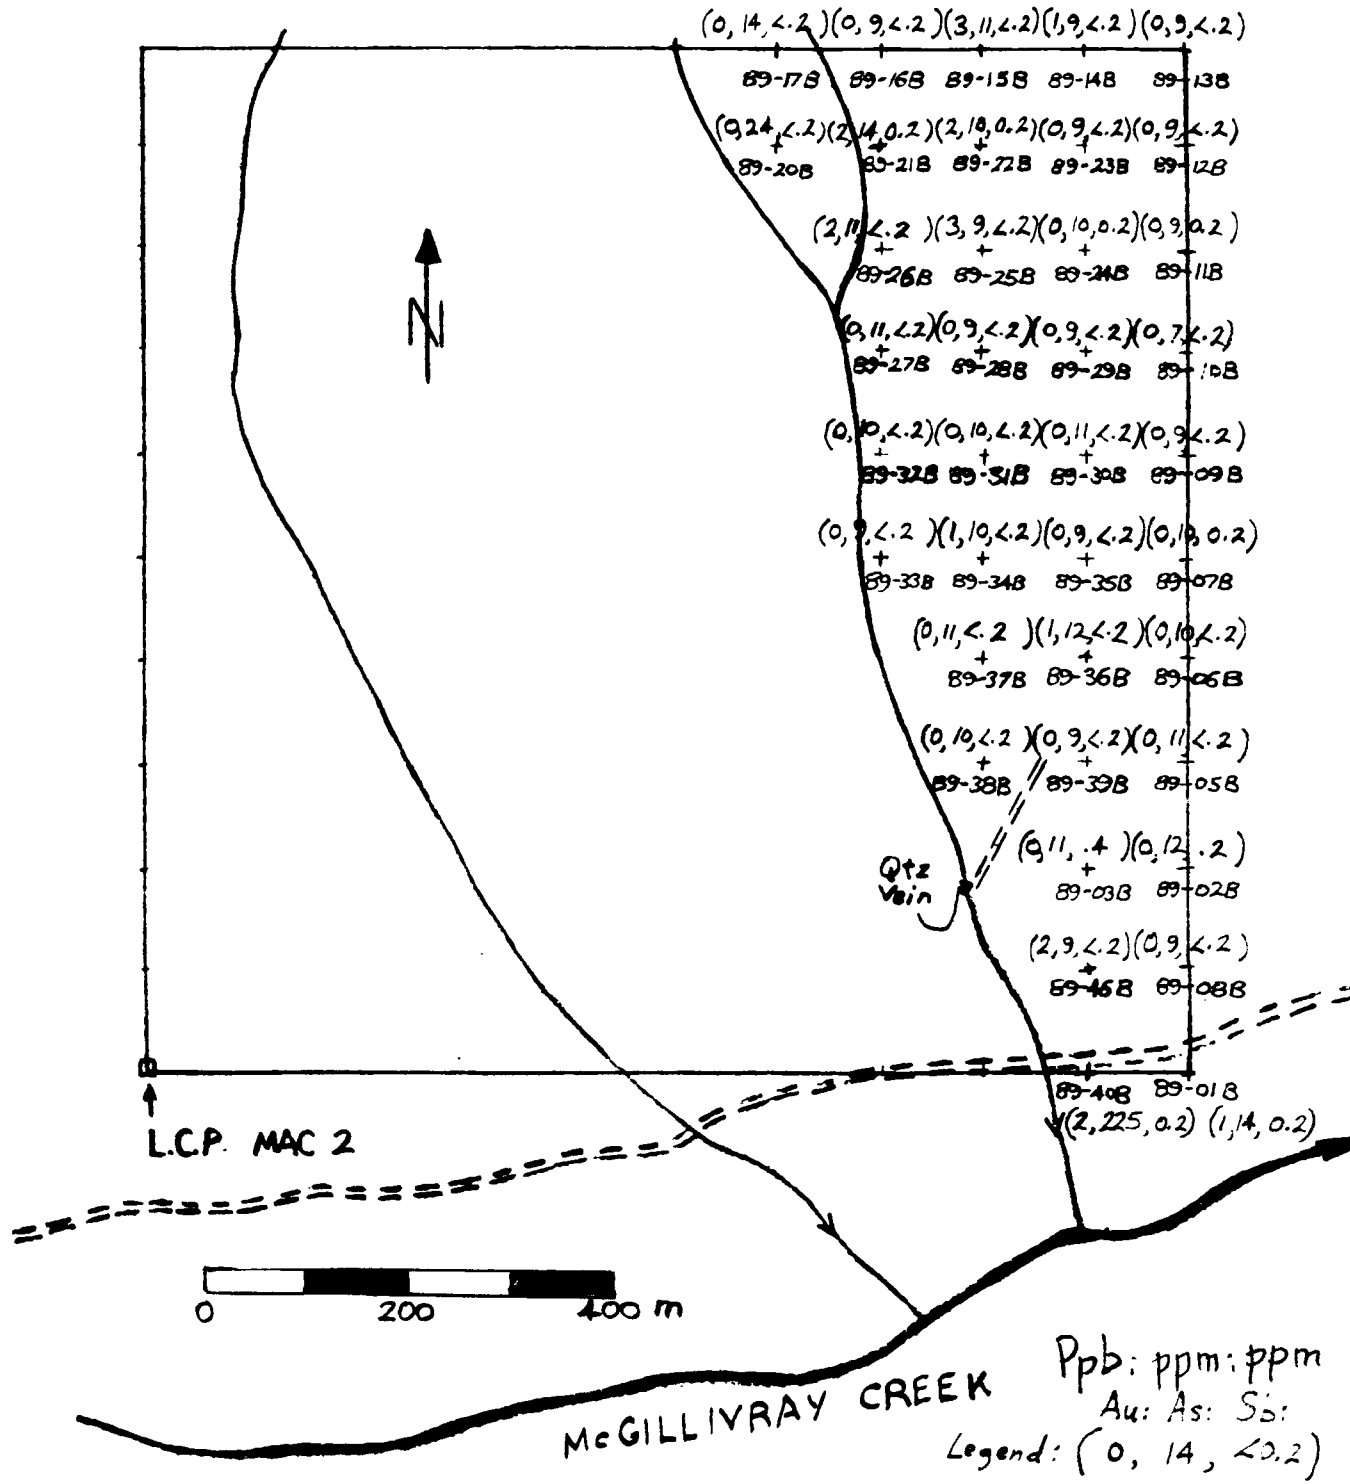 (0, 14, <.2) (0, 9, <.2) (3, 11, <.2) (1, 9, <.2) (0, 9, <.2)
89-17B 89-16B 89-15B 89-14B 89-13B
(0, 24, <.2) (2, 14, 0.2) (2, 10, 0.2) (0, 9, <.2) (0, 9, <.2)
89-20B 89-21B 89-22B 89-23B 89-12B
N
(2, 11, <.2) (3, 9, <.2) (0, 10, 0.2) (0, 9, 0.2)
89-26B 89-25B 89-24B 89-11B
(0, 11, <.2) (0, 9, <.2) (0, 9, <.2) (0, 7, <.2)
89-27B 89-28B 89-29B 89-10B
(0, 10, <.2) (0, 10, <.2) (0, 11, <.2) (0, 9, <.2)
89-32B 89-31B 89-30B 89-09B
(0, 9, <.2) (1, 10, <.2) (0, 9, <.2) (0, 10, 0.2)
89-33B 89-34B 89-35B 89-07B
(0, 11, <.2) (1, 12, <.2) (0, 10, <.2)
89-37B 89-36B 89-06B
(0, 10, <.2) (0, 9, <.2) (0, 11, <.2)
89-38B 89-39B 89-05B
(0, 11, .4) (0, 12, .2)
Qtz
Vein
89-03B 89-02B
(2, 9, <.2) (0, 9, <.2)
89-46B 89-08B
89-40B 89-01B
(2, 225, 0.2) (1, 14, 0.2)
L.C.P. MAC 2
0 200 400 m
McGILLIVRAY CREEK
Ppb: ppm: ppm
Au: As: Sb:
Legend: (0, 14, <0.2)